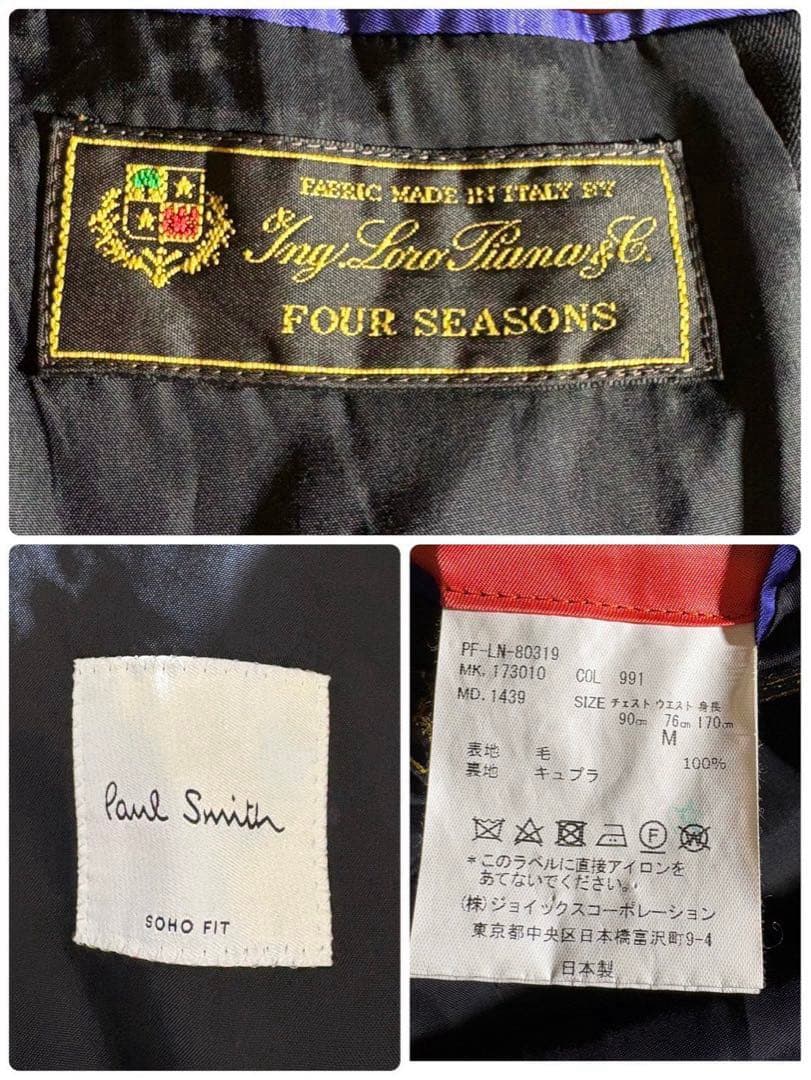 FABRIC MADE IN ITALY BY
Ing. Loro Piana & C.
FOUR SEASONS
Paul Smith
SOHO FIT
PF-LN-80319
MK. 173010 COL 991
MD. 1439 SIZE チェスト ウエスト 身長
90cm 76cm 170cm
M
表地 毛 100%
裏地 キュプラ
F W
*このラベルに直接アイロンを
あてないでください。
(株)ジョイックスコーポレーション
東京都中央区日本橋富沢町9-4
日本製